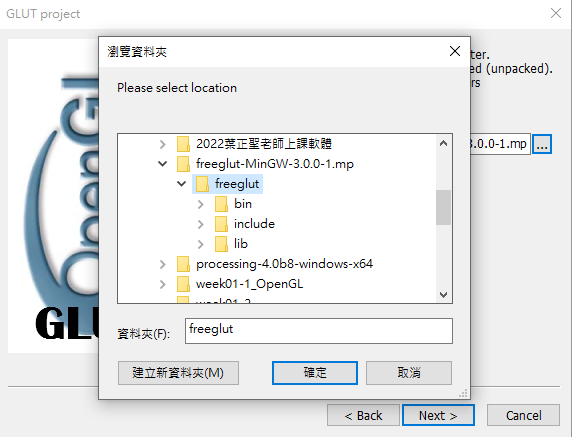 GLUT project
瀏覽資料夾
Please select location
ter.
ed (unpacked).
rs
3.0.0-1.mp
...
2022葉正聖老師上課軟體
freeglut-MinGW-3.0.0-1.mp
freeglut
bin
include
lib
processing-4.0b8-windows-x64
week01-1_OpenGL
week01-2
資料夾(F):
freeglut
建立新資料夾(M)
確定
取消
OpenGL
GLU
< Back
Next >
Cancel